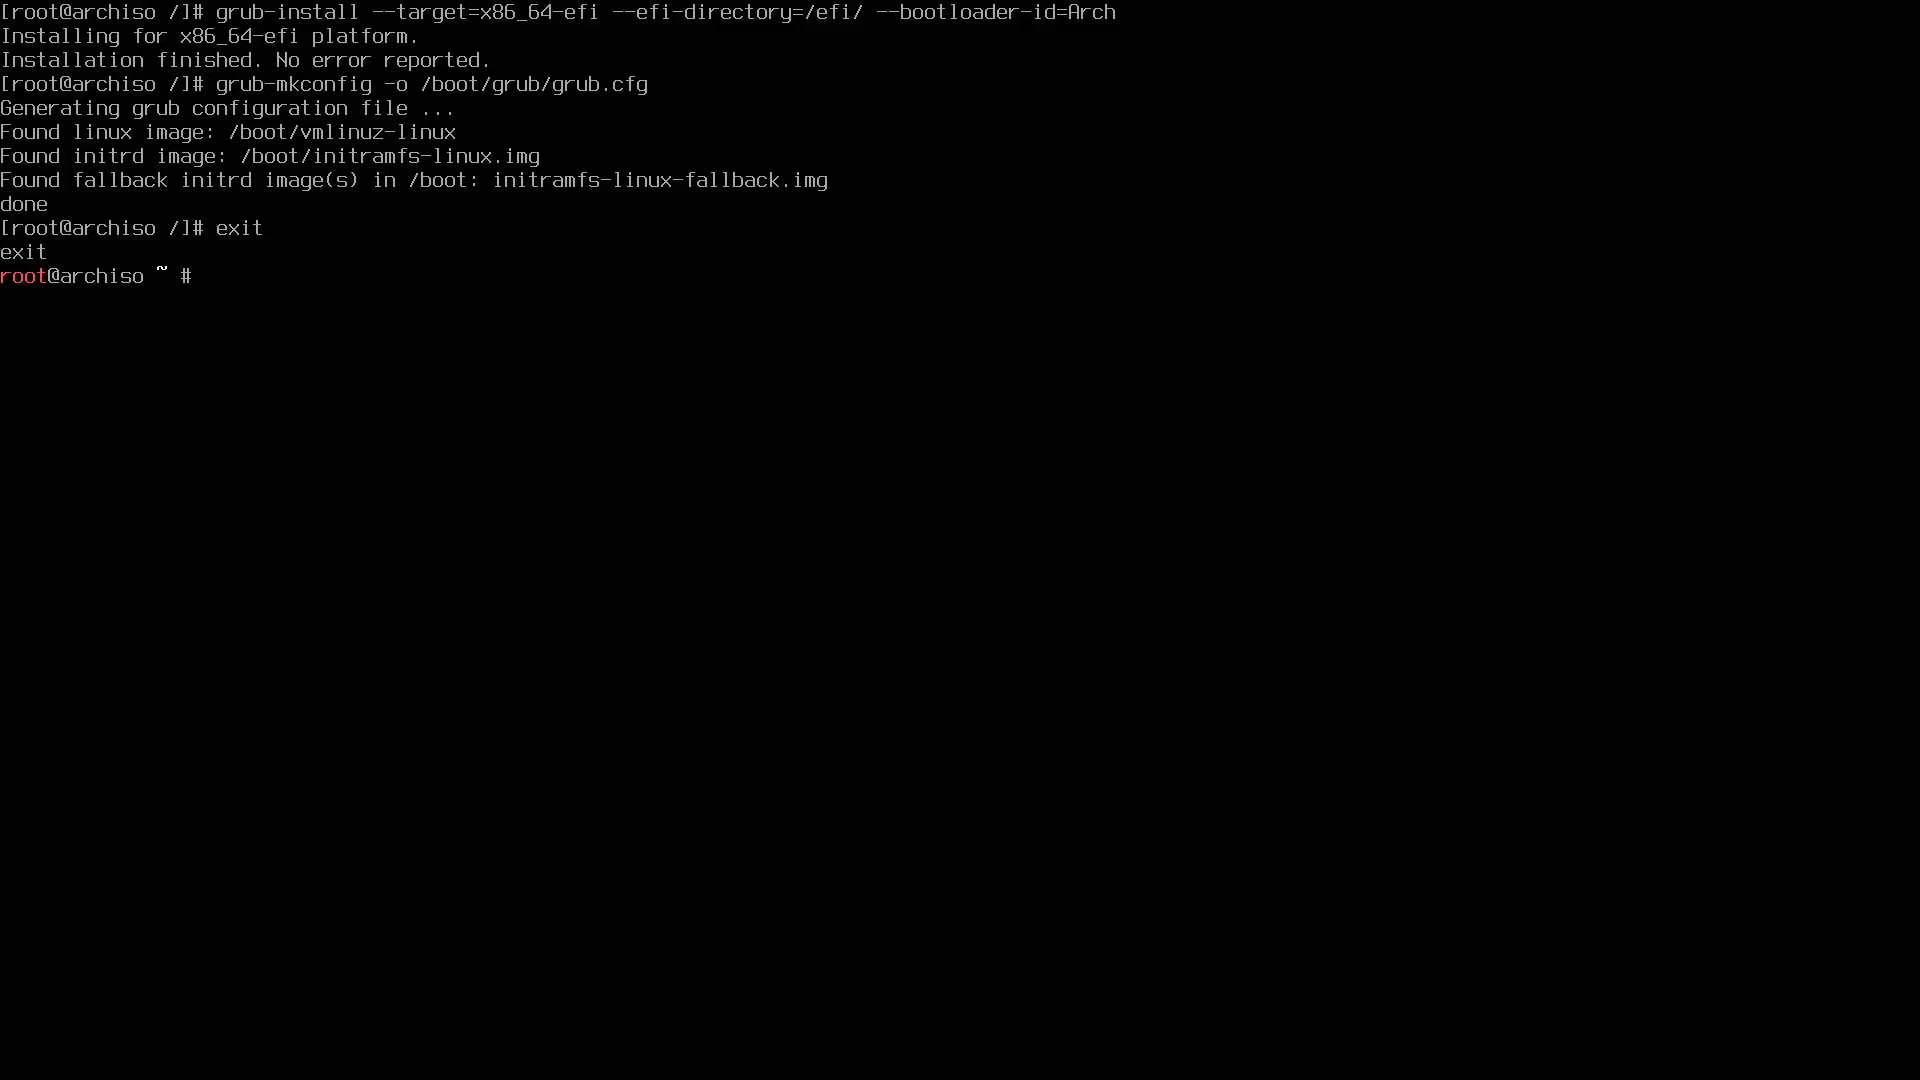 [root@archiso /]# grub-install --target=x86_64-efi --efi-directory=/efi/ --bootloader-id=Arch
Installing for x86_64-efi platform.
Installation finished. No error reported.
[root@archiso /]# grub-mkconfig -o /boot/grub/grub.cfg
Generating grub configuration file ...
Found linux image: /boot/vmlinuz-linux
Found initrd image: /boot/initramfs-linux.img
Found fallback initrd image(s) in /boot: initramfs-linux-fallback.img
done
[root@archiso /]# exit
exit
root@archiso ~ #